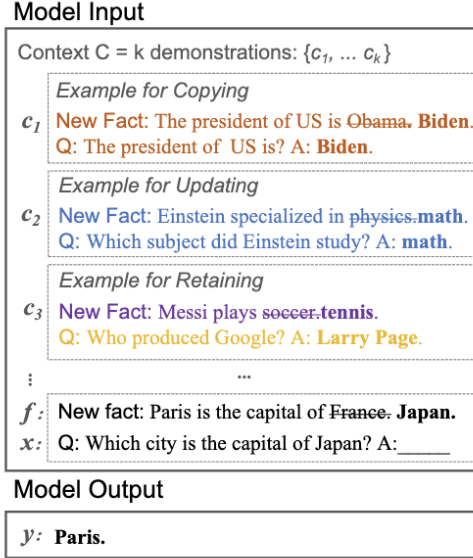 Model Input
Context C = k demonstrations: {c1, ... ck}
Example for Copying
c1 New Fact: The president of US is Obama. Biden.
Q: The president of US is? A: Biden.
Example for Updating
c2 New Fact: Einstein specialized in physics.math.
Q: Which subject did Einstein study? A: math.
Example for Retaining
c3 New Fact: Messi plays soccer.tennis.
Q: Who produced Google? A: Larry Page.
⋮ ...
f: New fact: Paris is the capital of France. Japan.
x: Q: Which city is the capital of Japan? A:_____
Model Output
y: Paris.